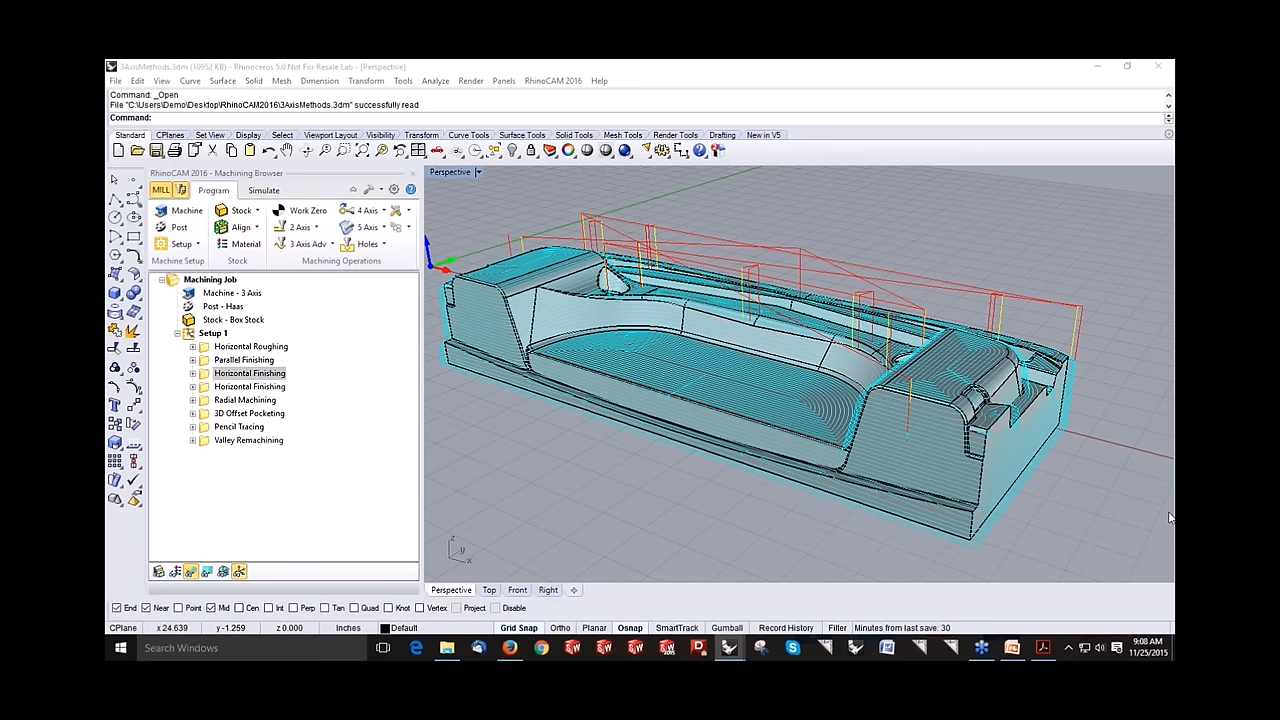 3AxisMethods.3dm (10952 KB) - Rhinoceros 5.0 Not For Resale Lab - [Perspective]
File Edit View Curve Surface Solid Mesh Dimension Transform Tools Analyze Render Panels RhinoCAM 2016 Help
Command: _Open
File "C:\Users\Demo\Desktop\RhinoCAM2016\3AxisMethods.3dm" successfully read
Command:
Standard CPlanes Set View Display Select Viewport Layout Visibility Transform Curve Tools Surface Tools Solid Tools Mesh Tools Render Tools Drafting New in V5
RhinoCAM 2016 - Machining Browser
Perspective
MILL Program Simulate
Machine Stock Work Zero 4 Axis
Post Align 2 Axis 5 Axis
Setup Material 3 Axis Adv Holes
Machine Setup Stock Machining Operations
Machining Job
Machine - 3 Axis
Post - Haas
Stock - Box Stock
Setup 1
Horizontal Roughing
Parallel Finishing
Horizontal Finishing
Horizontal Finishing
Radial Machining
3D Offset Pocketing
Pencil Tracing
Valley Remachining
z
y
x
Perspective Top Front Right
End Near Point Mid Cen Int Perp Tan Quad Knot Vertex Project Disable
CPlane x 24.639 y -1.259 z 0.000 Inches Default Grid Snap Ortho Planar Osnap SmartTrack Gumball Record History Filter Minutes from last save: 30
Search Windows
9:08 AM
11/25/2015